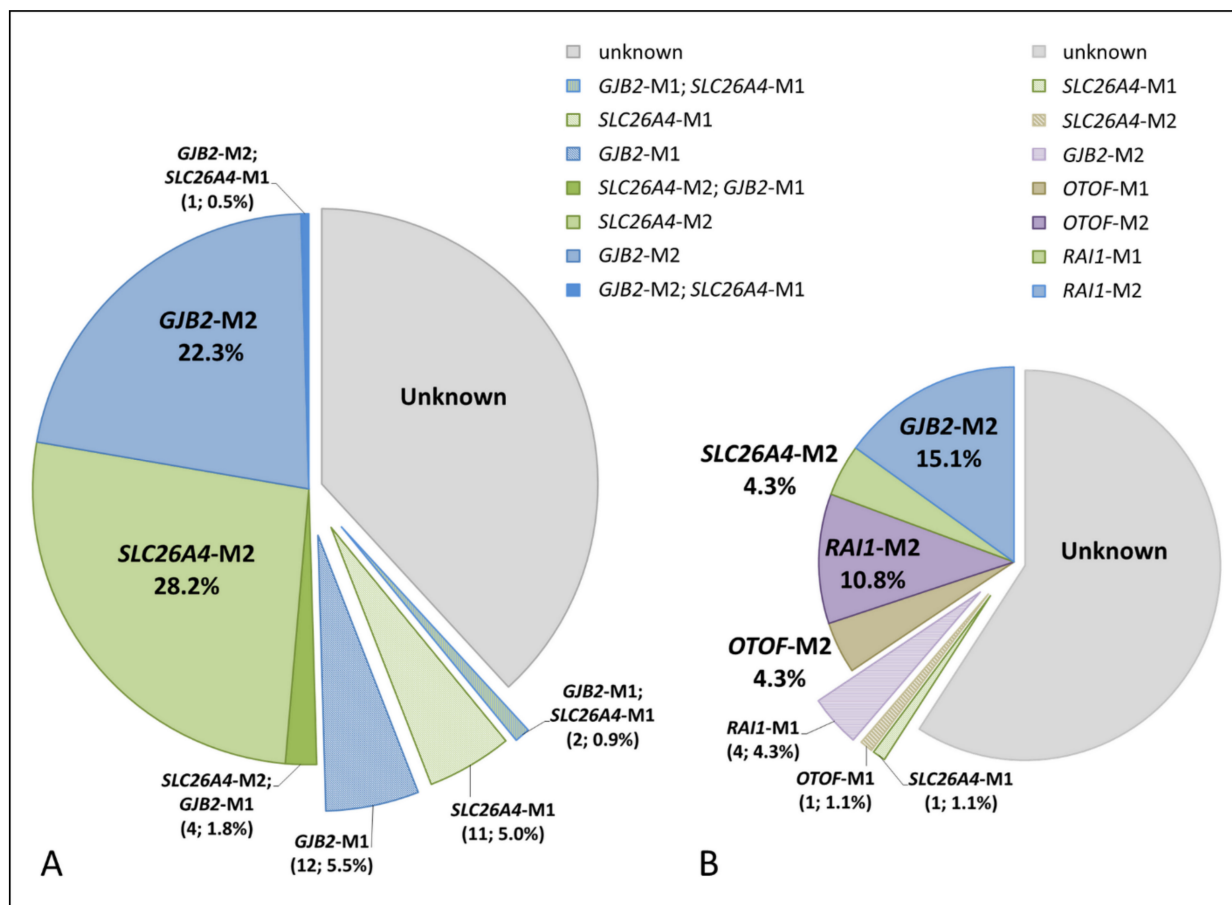 unknown
GJB2-M1; SLC26A4-M1
SLC26A4-M1
GJB2-M1
SLC26A4-M2; GJB2-M1
SLC26A4-M2
GJB2-M2
GJB2-M2; SLC26A4-M1
unknown
SLC26A4-M1
SLC26A4-M2
GJB2-M2
OTOF-M1
OTOF-M2
RAI1-M1
RAI1-M2
GJB2-M2;
SLC26A4-M1
(1; 0.5%)
GJB2-M2
22.3%
Unknown
SLC26A4-M2
28.2%
GJB2-M1;
SLC26A4-M1
(2; 0.9%)
SLC26A4-M1
(11; 5.0%)
GJB2-M1
(12; 5.5%)
SLC26A4-M2;
GJB2-M1
(4; 1.8%)
A
GJB2-M2
15.1%
SLC26A4-M2
4.3%
RAI1-M2
10.8%
Unknown
OTOF-M2
4.3%
RAI1-M1
(4; 4.3%)
OTOF-M1
(1; 1.1%)
SLC26A4-M1
(1; 1.1%)
B